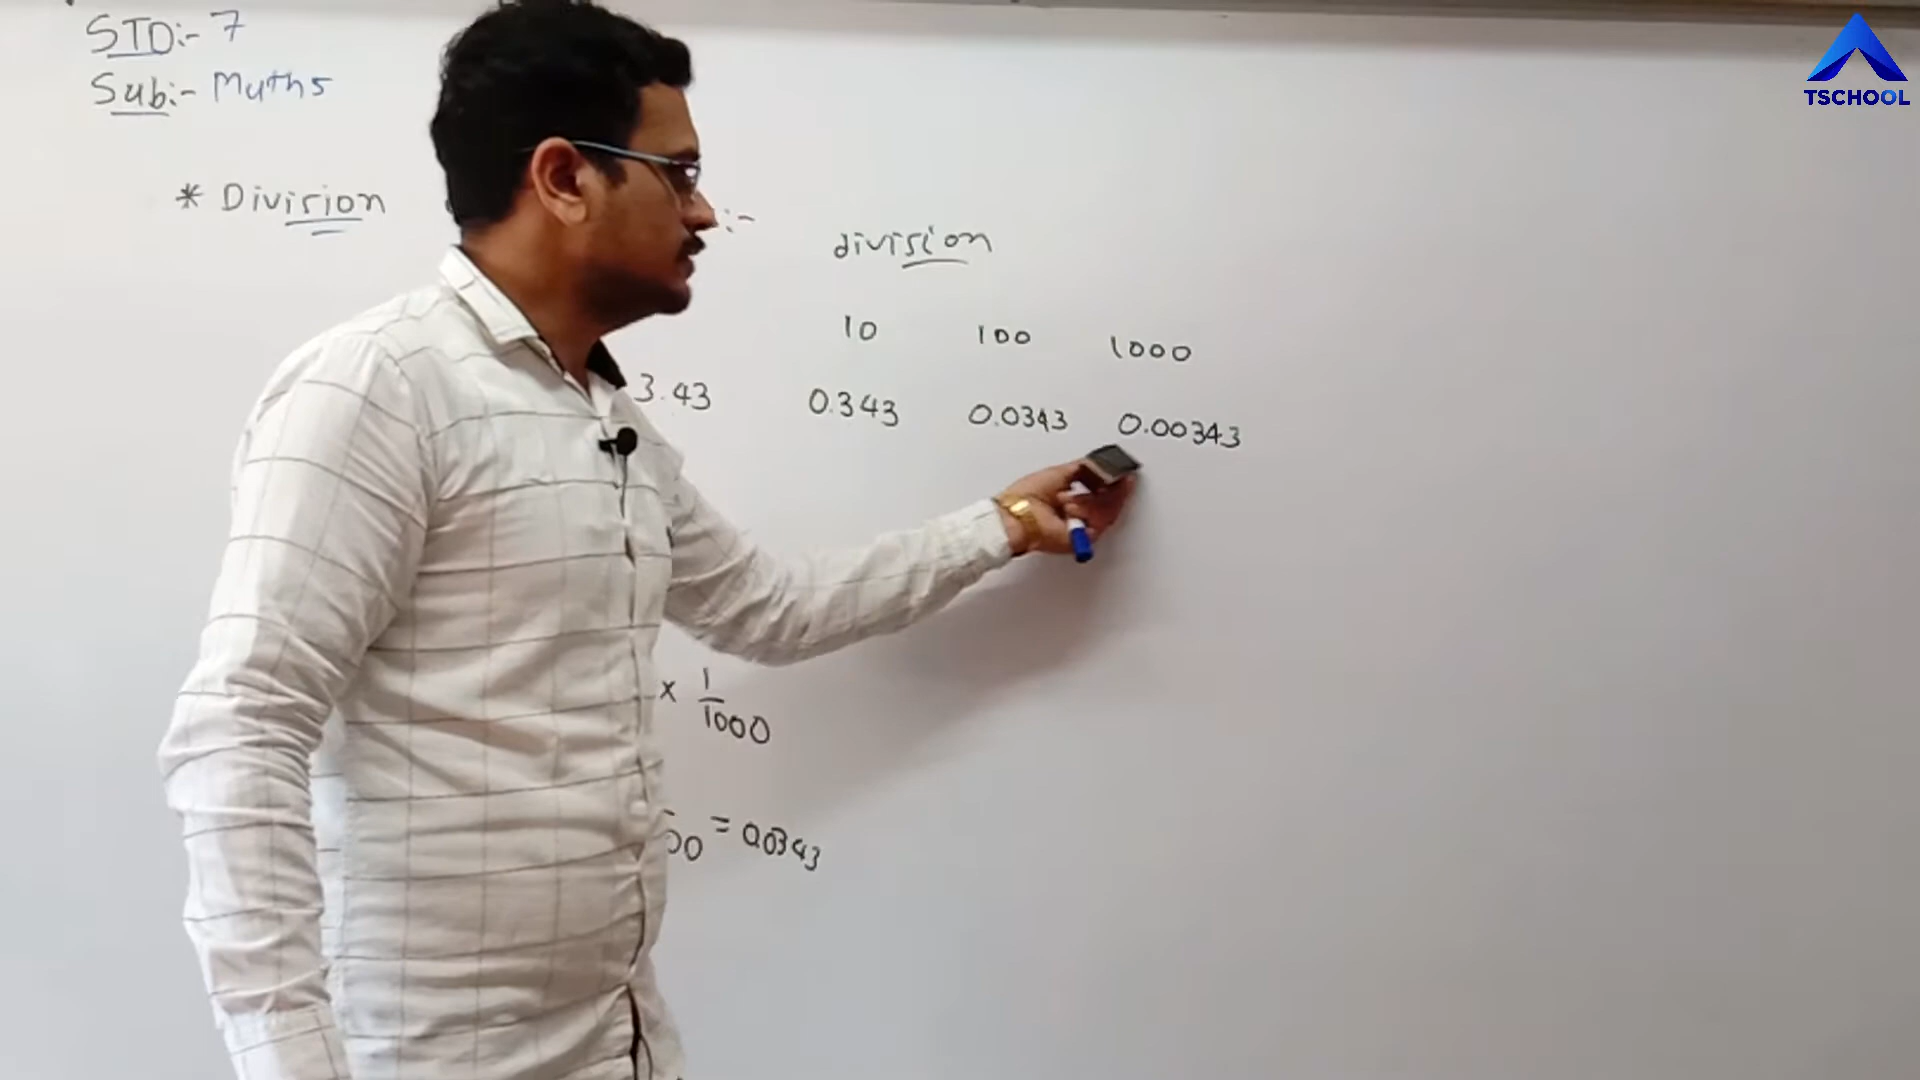 STD:- 7
Sub:- Maths
TSCHOOL
* Division :-
division
10 100 1000
3.43 0.343 0.0343 0.00343
× 1/1000
00 = 0.0343